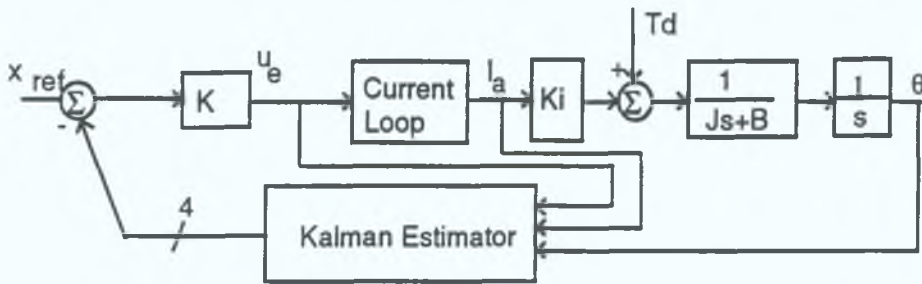 x ref
Σ
-
K
u e
Current
Loop
I a
Ki
+
Td
Σ
1
Js+B
1
s
θ
4
Kalman Estimator